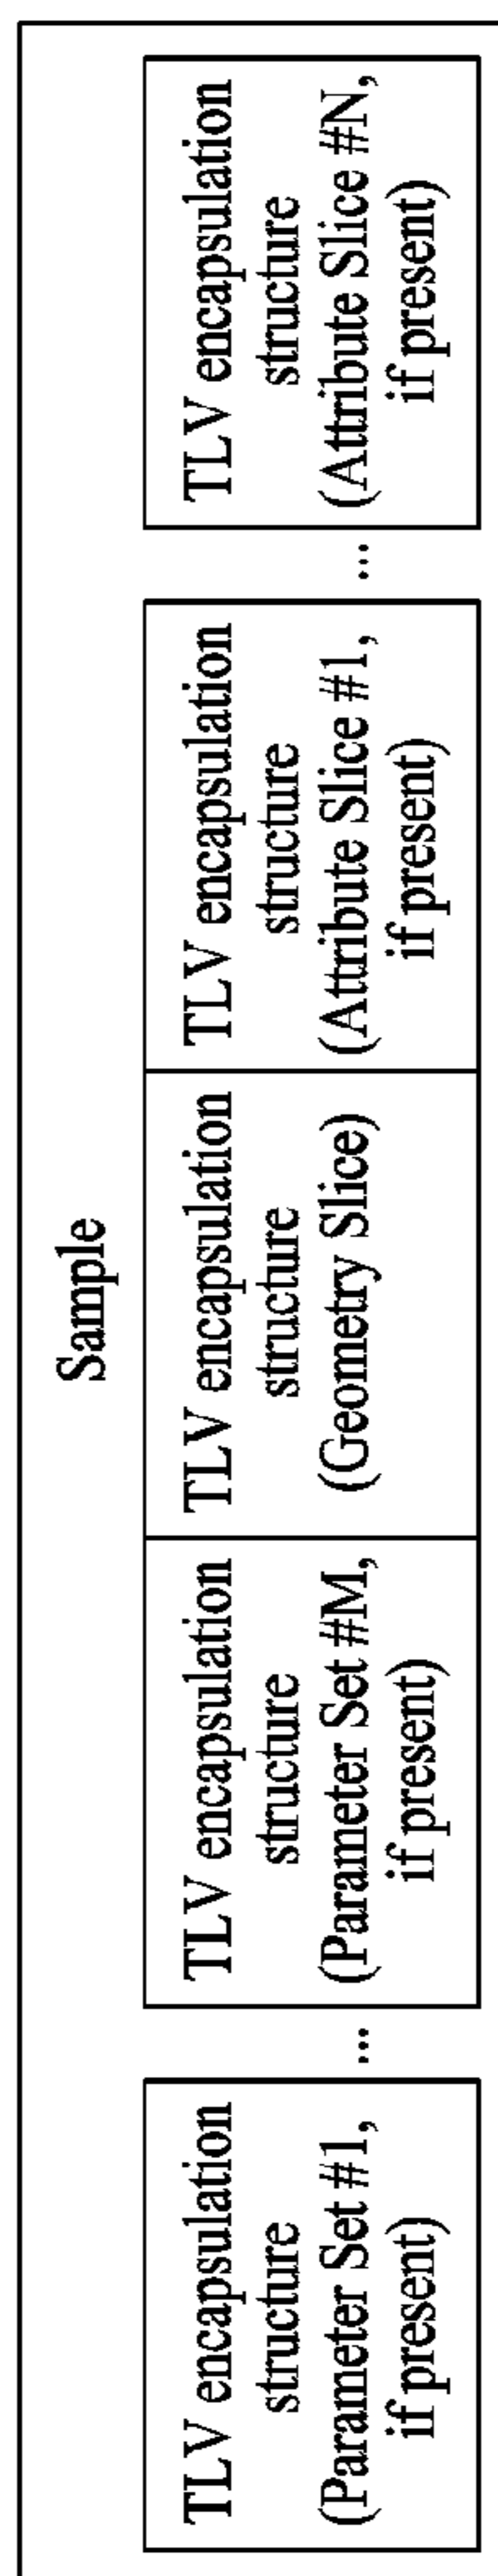 Sample
TLV encapsulation
structure
(Parameter Set #1,
if present)
...
TLV encapsulation
structure
(Parameter Set #M,
if present)
TLV encapsulation
structure
(Geometry Slice)
TLV encapsulation
structure
(Attribute Slice #1,
if present)
...
TLV encapsulation
structure
(Attribute Slice #N,
if present)